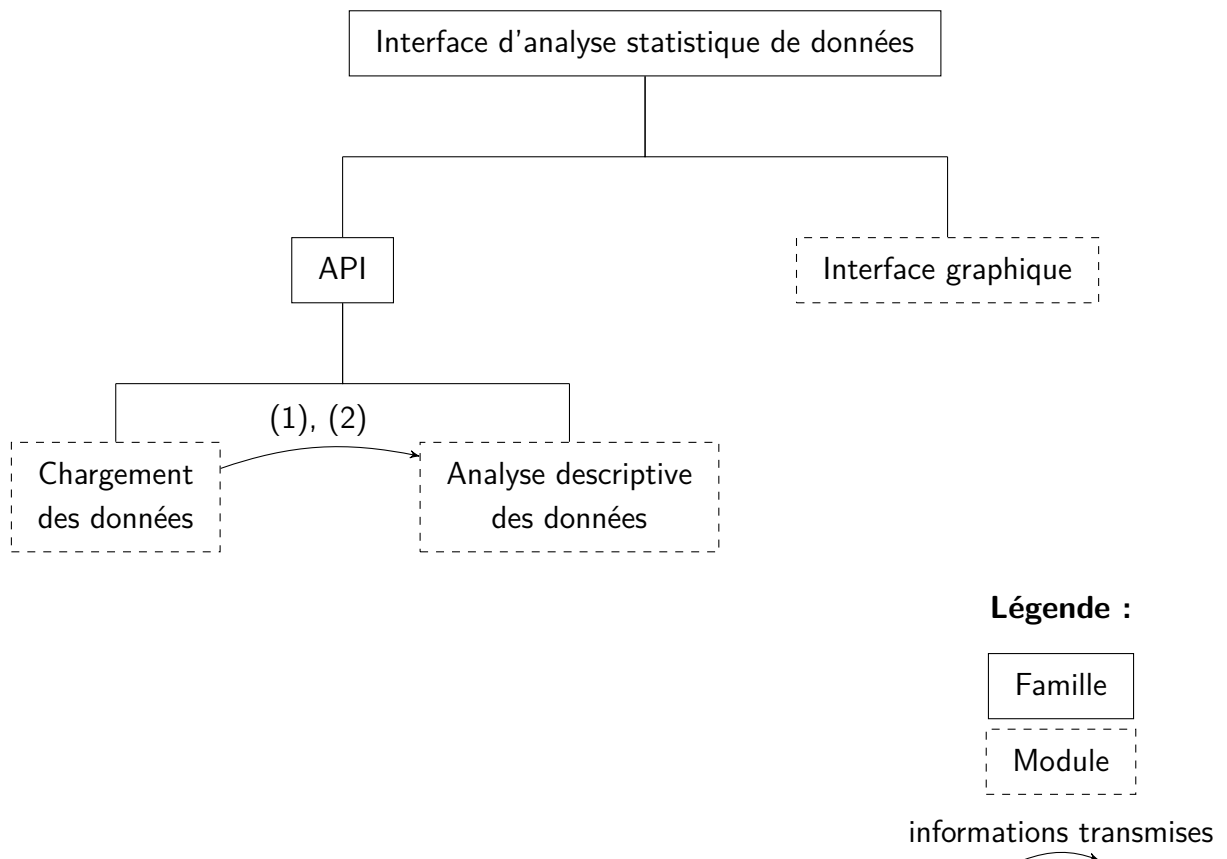 Interface d'analyse statistique de données
API
Interface graphique
(1), (2)
Chargement
des données
Analyse descriptive
des données
Légende :
Famille
Module
informations transmises